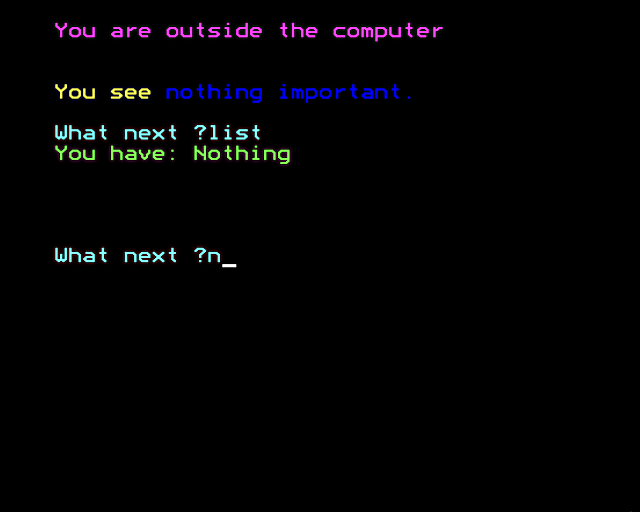 You are outside the computer
You see nothing important.
What next ?list
You have: Nothing
What next ?n_